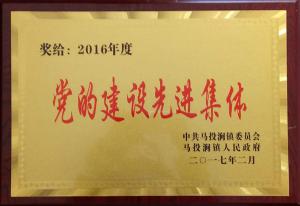 奖给：2016年度
党的建设先进集体
中共马投涧镇委员会
马投涧镇人民政府
二〇一七年二月